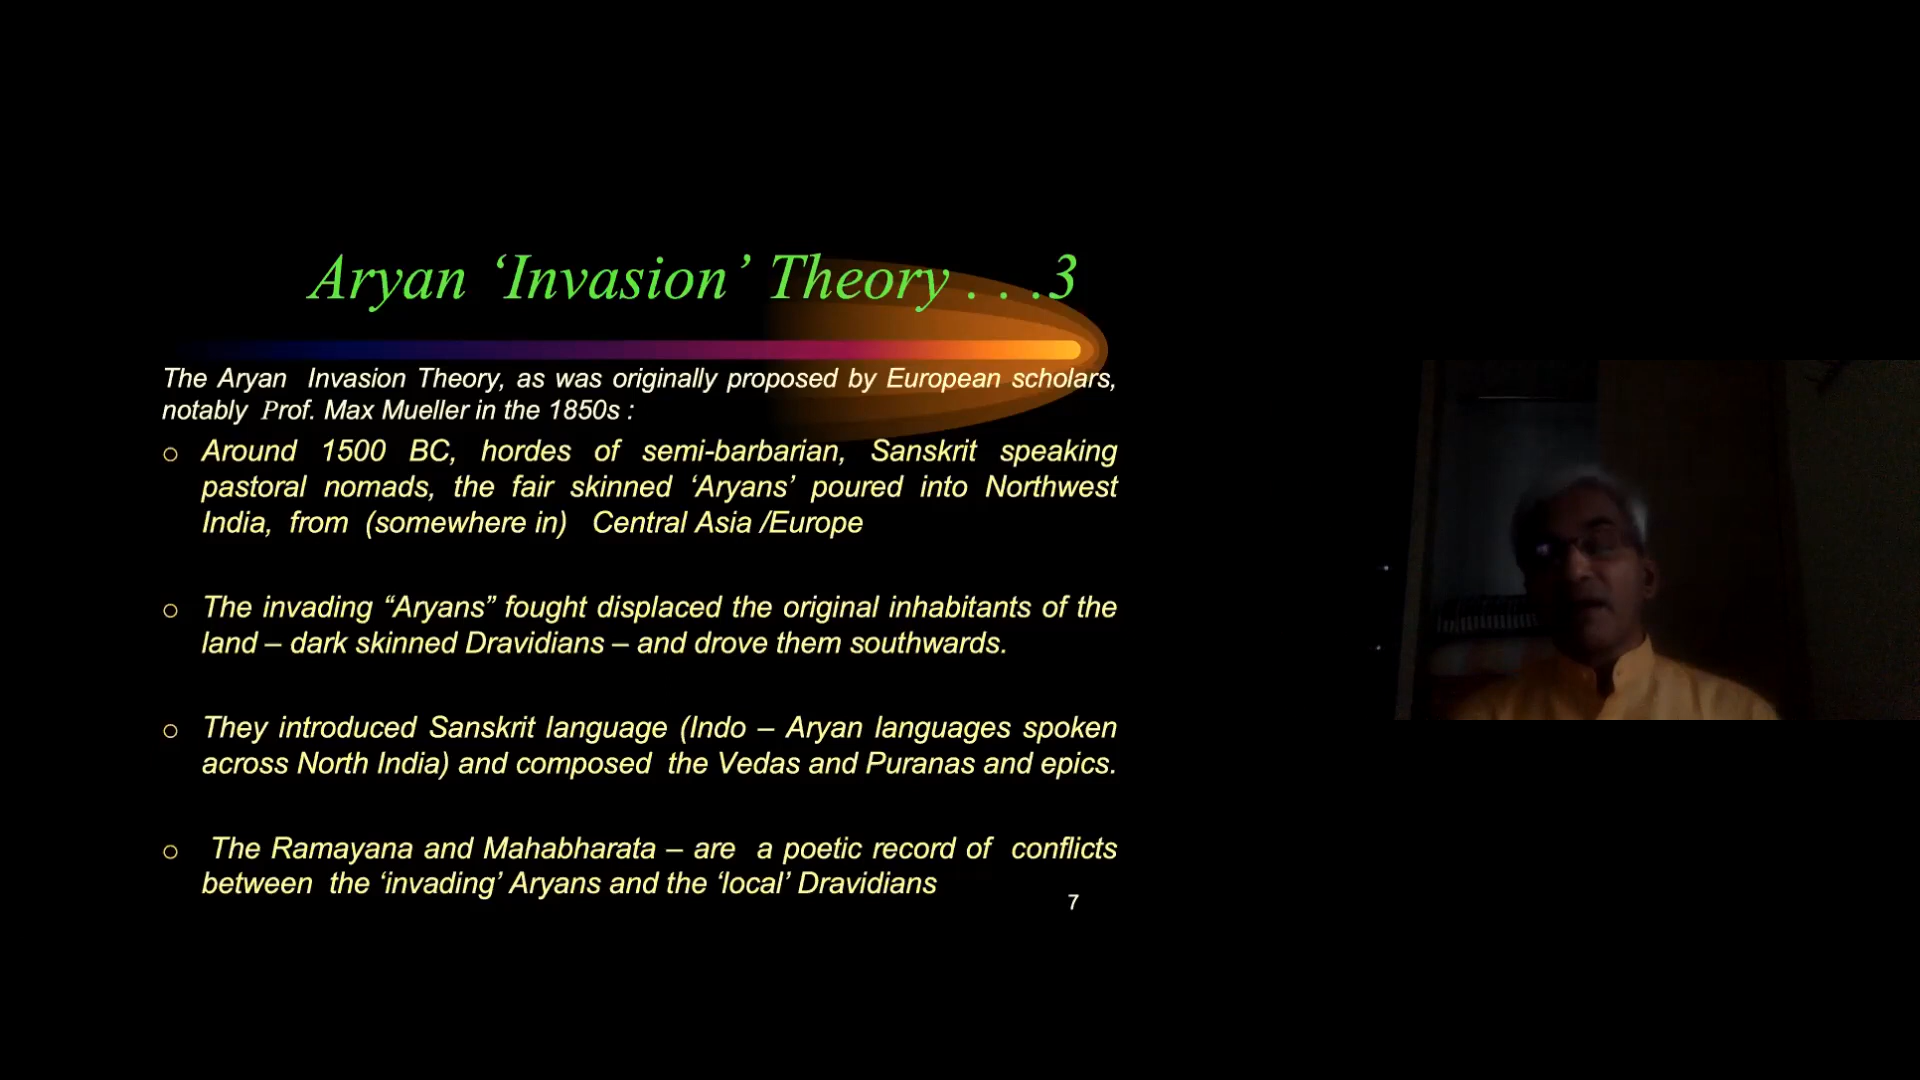 Aryan ‘Invasion’ Theory . . .3
The Aryan Invasion Theory, as was originally proposed by European scholars,
notably Prof. Max Mueller in the 1850s :
o Around 1500 BC, hordes of semi-barbarian, Sanskrit speaking
pastoral nomads, the fair skinned ‘Aryans’ poured into Northwest
India, from (somewhere in) Central Asia /Europe
o The invading “Aryans” fought displaced the original inhabitants of the
land – dark skinned Dravidians – and drove them southwards.
o They introduced Sanskrit language (Indo – Aryan languages spoken
across North India) and composed the Vedas and Puranas and epics.
o The Ramayana and Mahabharata – are a poetic record of conflicts
between the ‘invading’ Aryans and the ‘local’ Dravidians
7